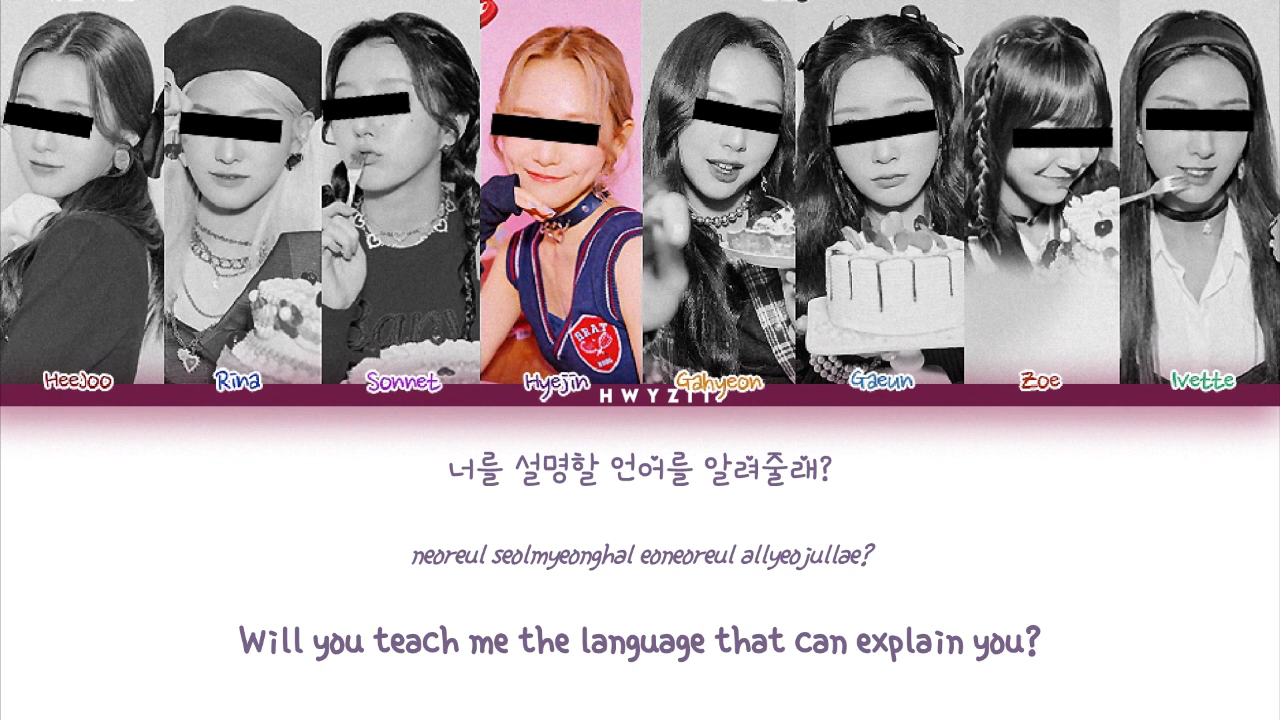 BRAT
HeeJoo
Rina
Sonnet
Hyejin
Gahyeon
Gaeun
Zoe
Ivette
너를 설명할 언어를 알려줄래?
neoreul seolmyeonghal eoneoreul allyeojullae?
Will you teach me the language that can explain you?